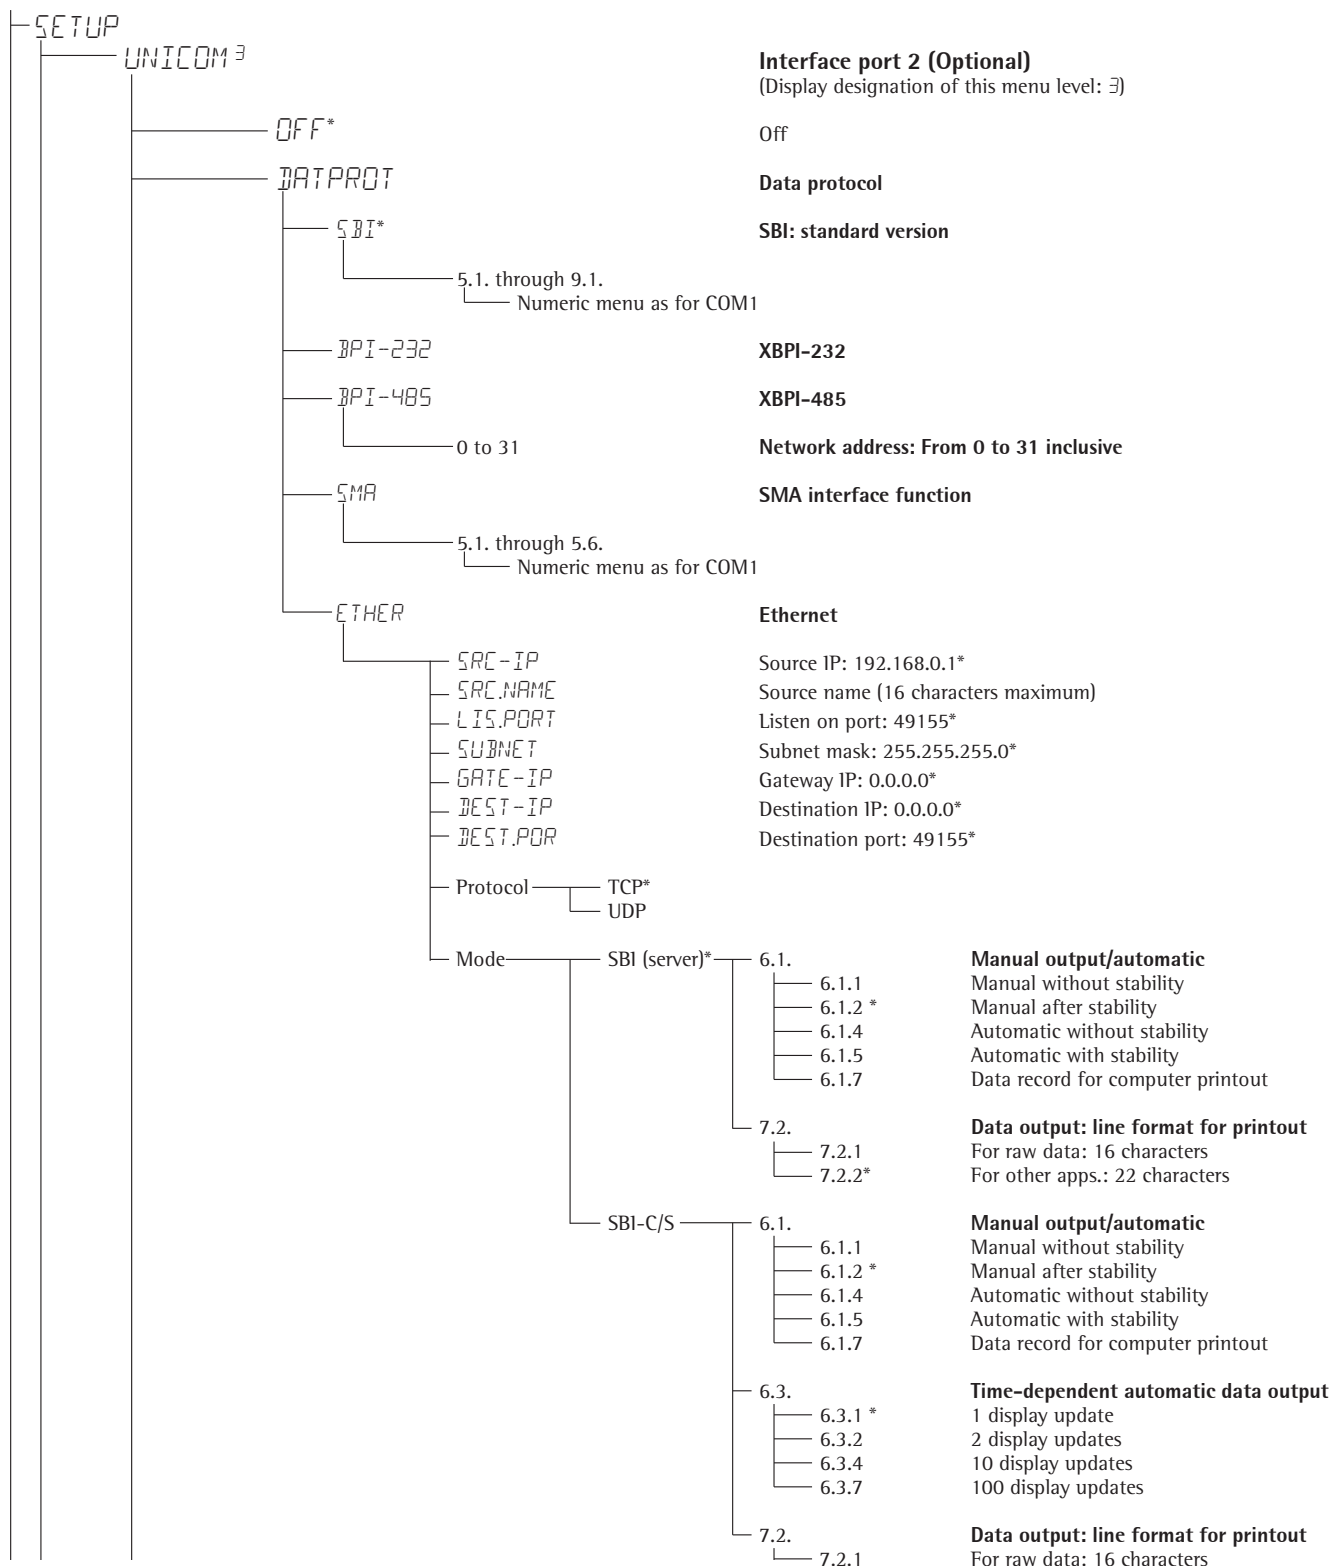 SETUP
UNICOM 3 Interface port 2 (Optional)
(Display designation of this menu level: 3)
OFF* Off
DATPROT Data protocol
SBI* SBI: standard version
5.1. through 9.1.
Numeric menu as for COM1
BPI-232 XBPI-232
BPI-485 XBPI-485
0 to 31 Network address: From 0 to 31 inclusive
SMA SMA interface function
5.1. through 5.6.
Numeric menu as for COM1
ETHER Ethernet
SRC-IP Source IP: 192.168.0.1*
SRC.NAME Source name (16 characters maximum)
LIS.PORT Listen on port: 49155*
SUBNET Subnet mask: 255.255.255.0*
GATE-IP Gateway IP: 0.0.0.0*
DEST-IP Destination IP: 0.0.0.0*
DEST.POR Destination port: 49155*
Protocol TCP*
UDP
Mode SBI (server)* 6.1. Manual output/automatic
6.1.1 Manual without stability
6.1.2 * Manual after stability
6.1.4 Automatic without stability
6.1.5 Automatic with stability
6.1.7 Data record for computer printout
7.2. Data output: line format for printout
7.2.1 For raw data: 16 characters
7.2.2* For other apps.: 22 characters
SBI-C/S 6.1. Manual output/automatic
6.1.1 Manual without stability
6.1.2 * Manual after stability
6.1.4 Automatic without stability
6.1.5 Automatic with stability
6.1.7 Data record for computer printout
6.3. Time-dependent automatic data output
6.3.1 * 1 display update
6.3.2 2 display updates
6.3.4 10 display updates
6.3.7 100 display updates
7.2. Data output: line format for printout
7.2.1 For raw data: 16 characters